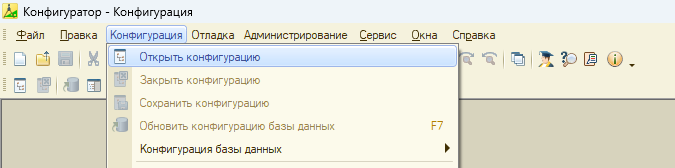 Конфигуратор - Конфигурация
Файл Правка Конфигурация Отладка Администрирование Сервис Окна Справка
Открыть конфигурацию
Закрыть конфигурацию
Сохранить конфигурацию
Обновить конфигурацию базы данных F7
Конфигурация базы данных